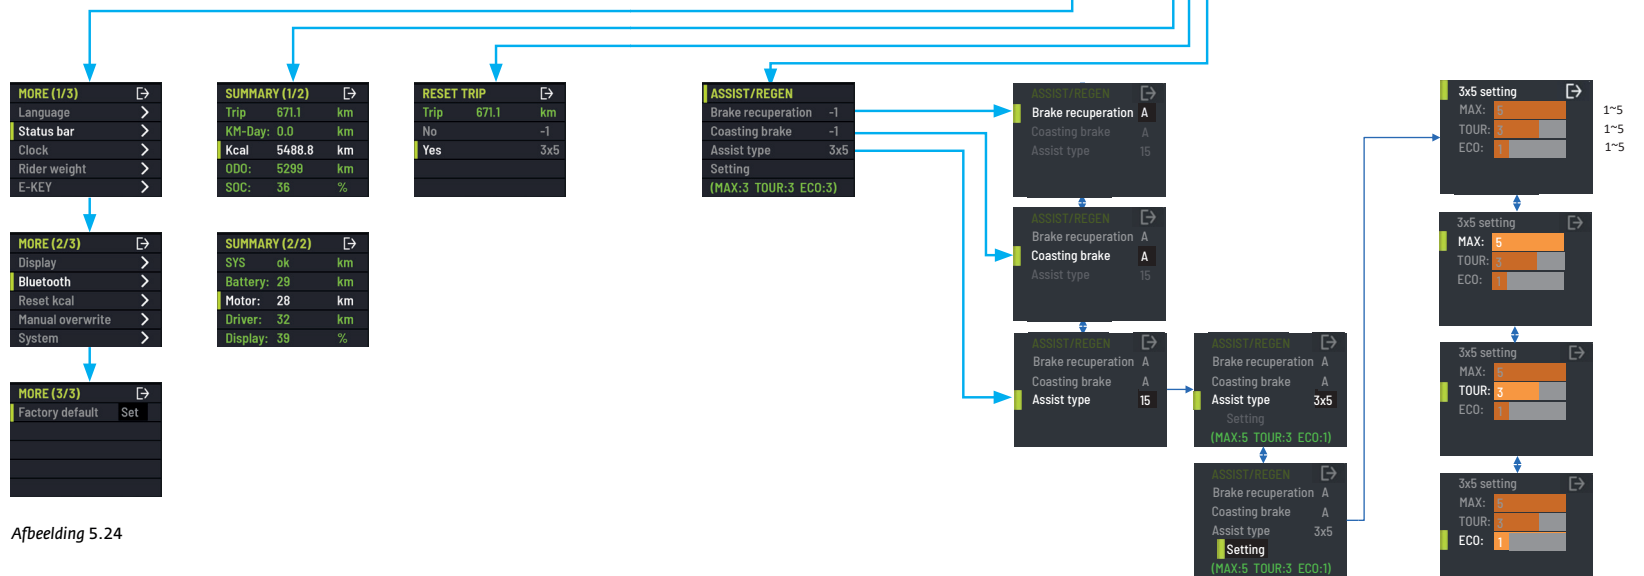 MORE (1/3)
Language
Status bar
Clock
Rider weight
E-KEY
MORE (2/3)
Display
Bluetooth
Reset kcal
Manual overwrite
System
MORE (3/3)
Factory default Set
SUMMARY (1/2)
Trip 671.1 km
KM-Day: 0.0 km
Kcal 5488.8 km
ODO: 5299 km
SOC: 36 %
SUMMARY (2/2)
SYS ok km
Battery: 29 km
Motor: 28 km
Driver: 32 km
Display: 39 %
RESET TRIP
Trip 671.1 km
No -1
Yes 3x5
ASSIST/REGEN
Brake recuperation -1
Coasting brake -1
Assist type 3x5
Setting
(MAX:3 TOUR:3 ECO:3)
ASSIST/REGEN
Brake recuperation A
Coasting brake A
Assist type 15
ASSIST/REGEN
Brake recuperation A
Coasting brake A
Assist type 15
ASSIST/REGEN
Brake recuperation A
Coasting brake A
Assist type 15
ASSIST/REGEN
Brake recuperation A
Coasting brake A
Assist type 3x5
Setting
(MAX:5 TOUR:3 ECO:1)
ASSIST/REGEN
Brake recuperation A
Coasting brake A
Assist type 3x5
Setting
(MAX:5 TOUR:3 ECO:1)
3x5 setting
MAX: 5 1~5
TOUR: 3 1~5
ECO: 1 1~5
3x5 setting
MAX: 5
TOUR: 3
ECO: 1
3x5 setting
MAX: 5
TOUR: 3
ECO: 1
3x5 setting
MAX: 5
TOUR: 3
ECO: 1
Afbeelding 5.24